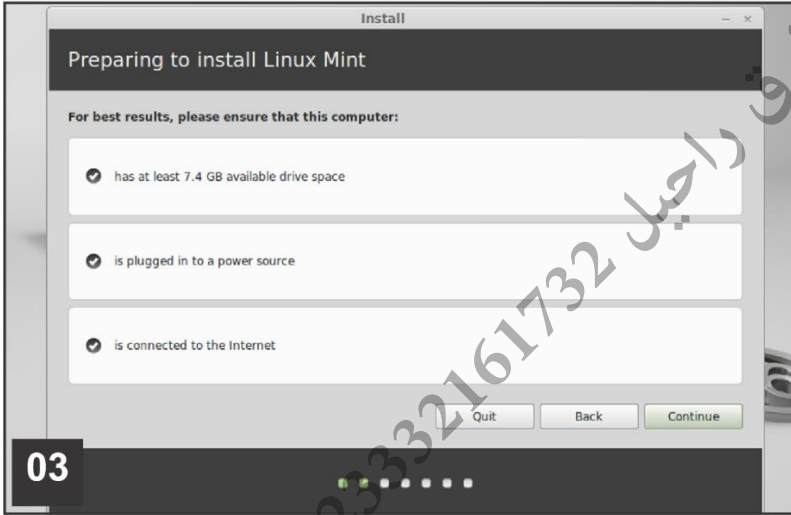 Install
Preparing to install Linux Mint
For best results, please ensure that this computer:
has at least 7.4 GB available drive space
is plugged in to a power source
is connected to the Internet
Quit Back Continue
03
راحيل